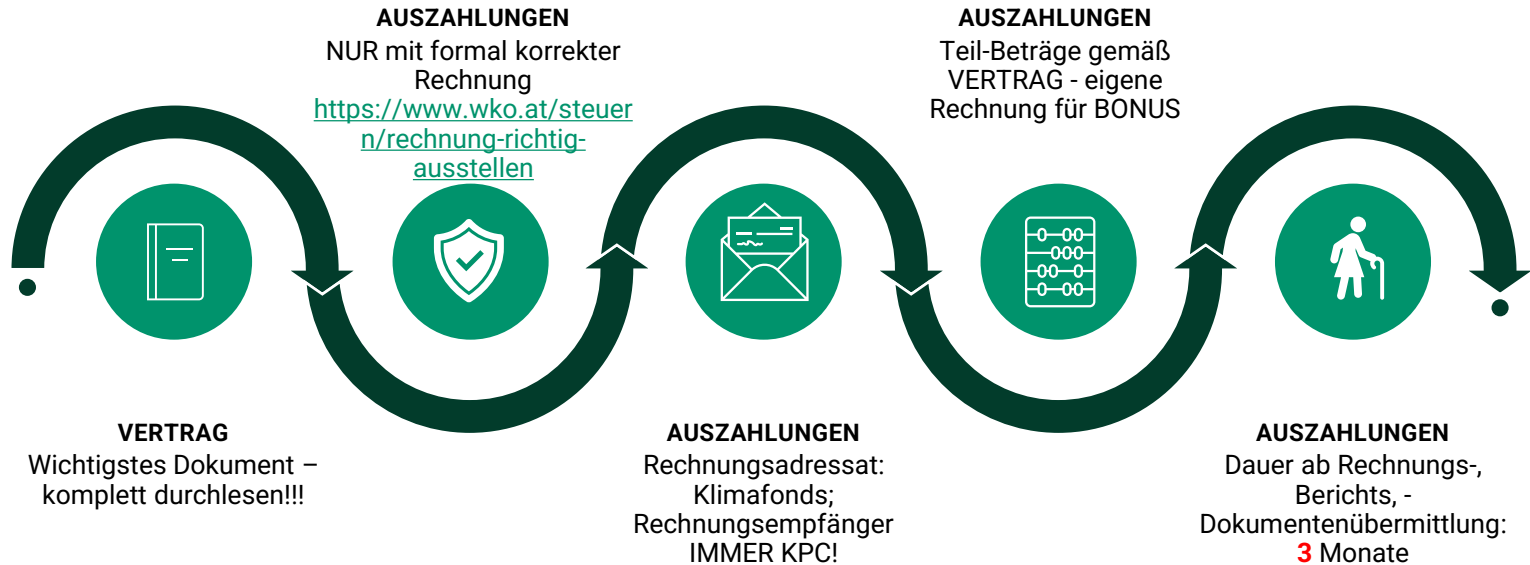 AUSZAHLUNGEN
NUR mit formal korrekter
Rechnung
https://www.wko.at/steuer
n/rechnung-richtig-
ausstellen
AUSZAHLUNGEN
Teil-Beträge gemäß
VERTRAG - eigene
Rechnung für BONUS
VERTRAG
Wichtigstes Dokument –
komplett durchlesen!!!
AUSZAHLUNGEN
Rechnungsadressat:
Klimafonds;
Rechnungsempfänger
IMMER KPC!
AUSZAHLUNGEN
Dauer ab Rechnungs-,
Berichts, -
Dokumentenübermittlung:
3 Monate